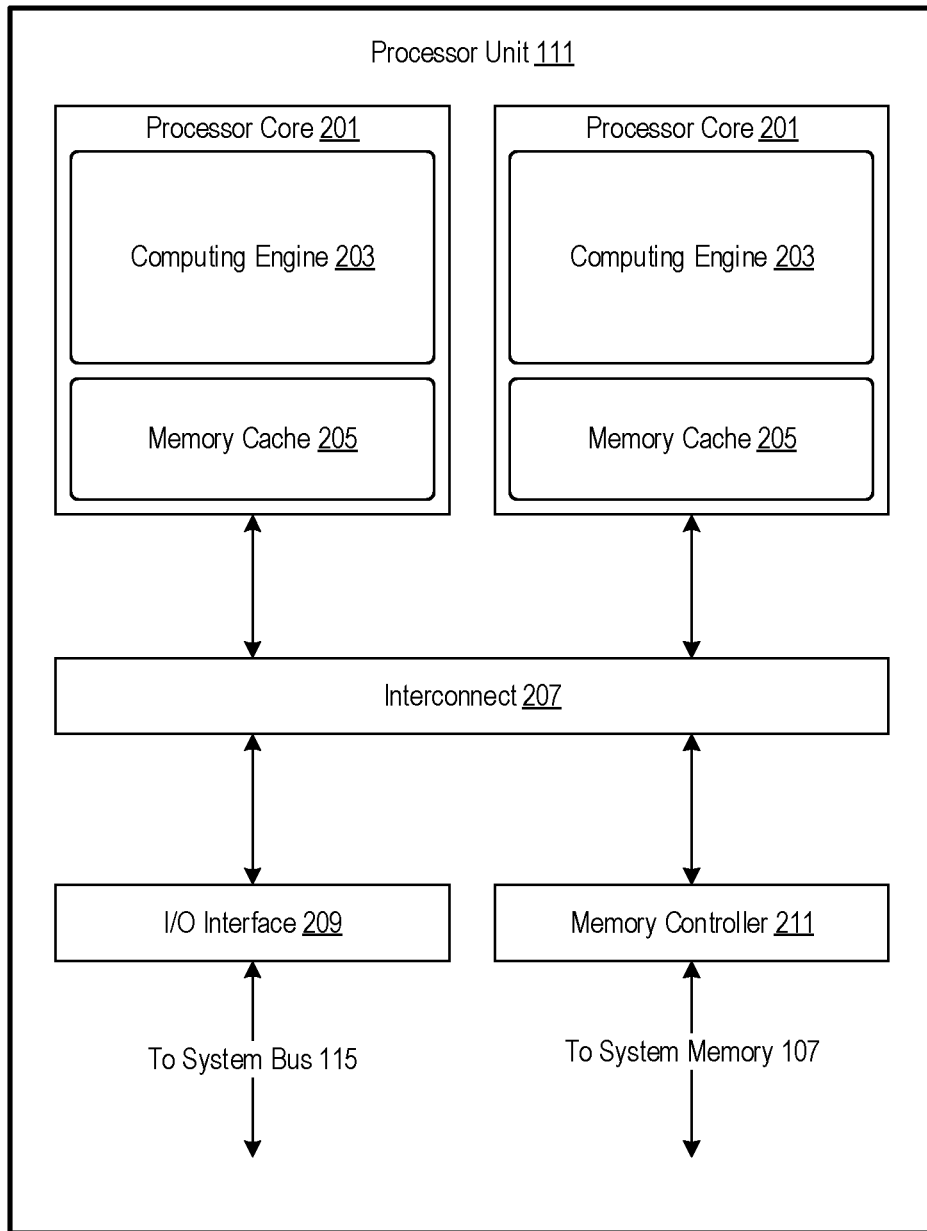 Processor Unit 111
Processor Core 201
Processor Core 201
Computing Engine 203
Computing Engine 203
Memory Cache 205
Memory Cache 205
Interconnect 207
I/O Interface 209
Memory Controller 211
To System Bus 115
To System Memory 107